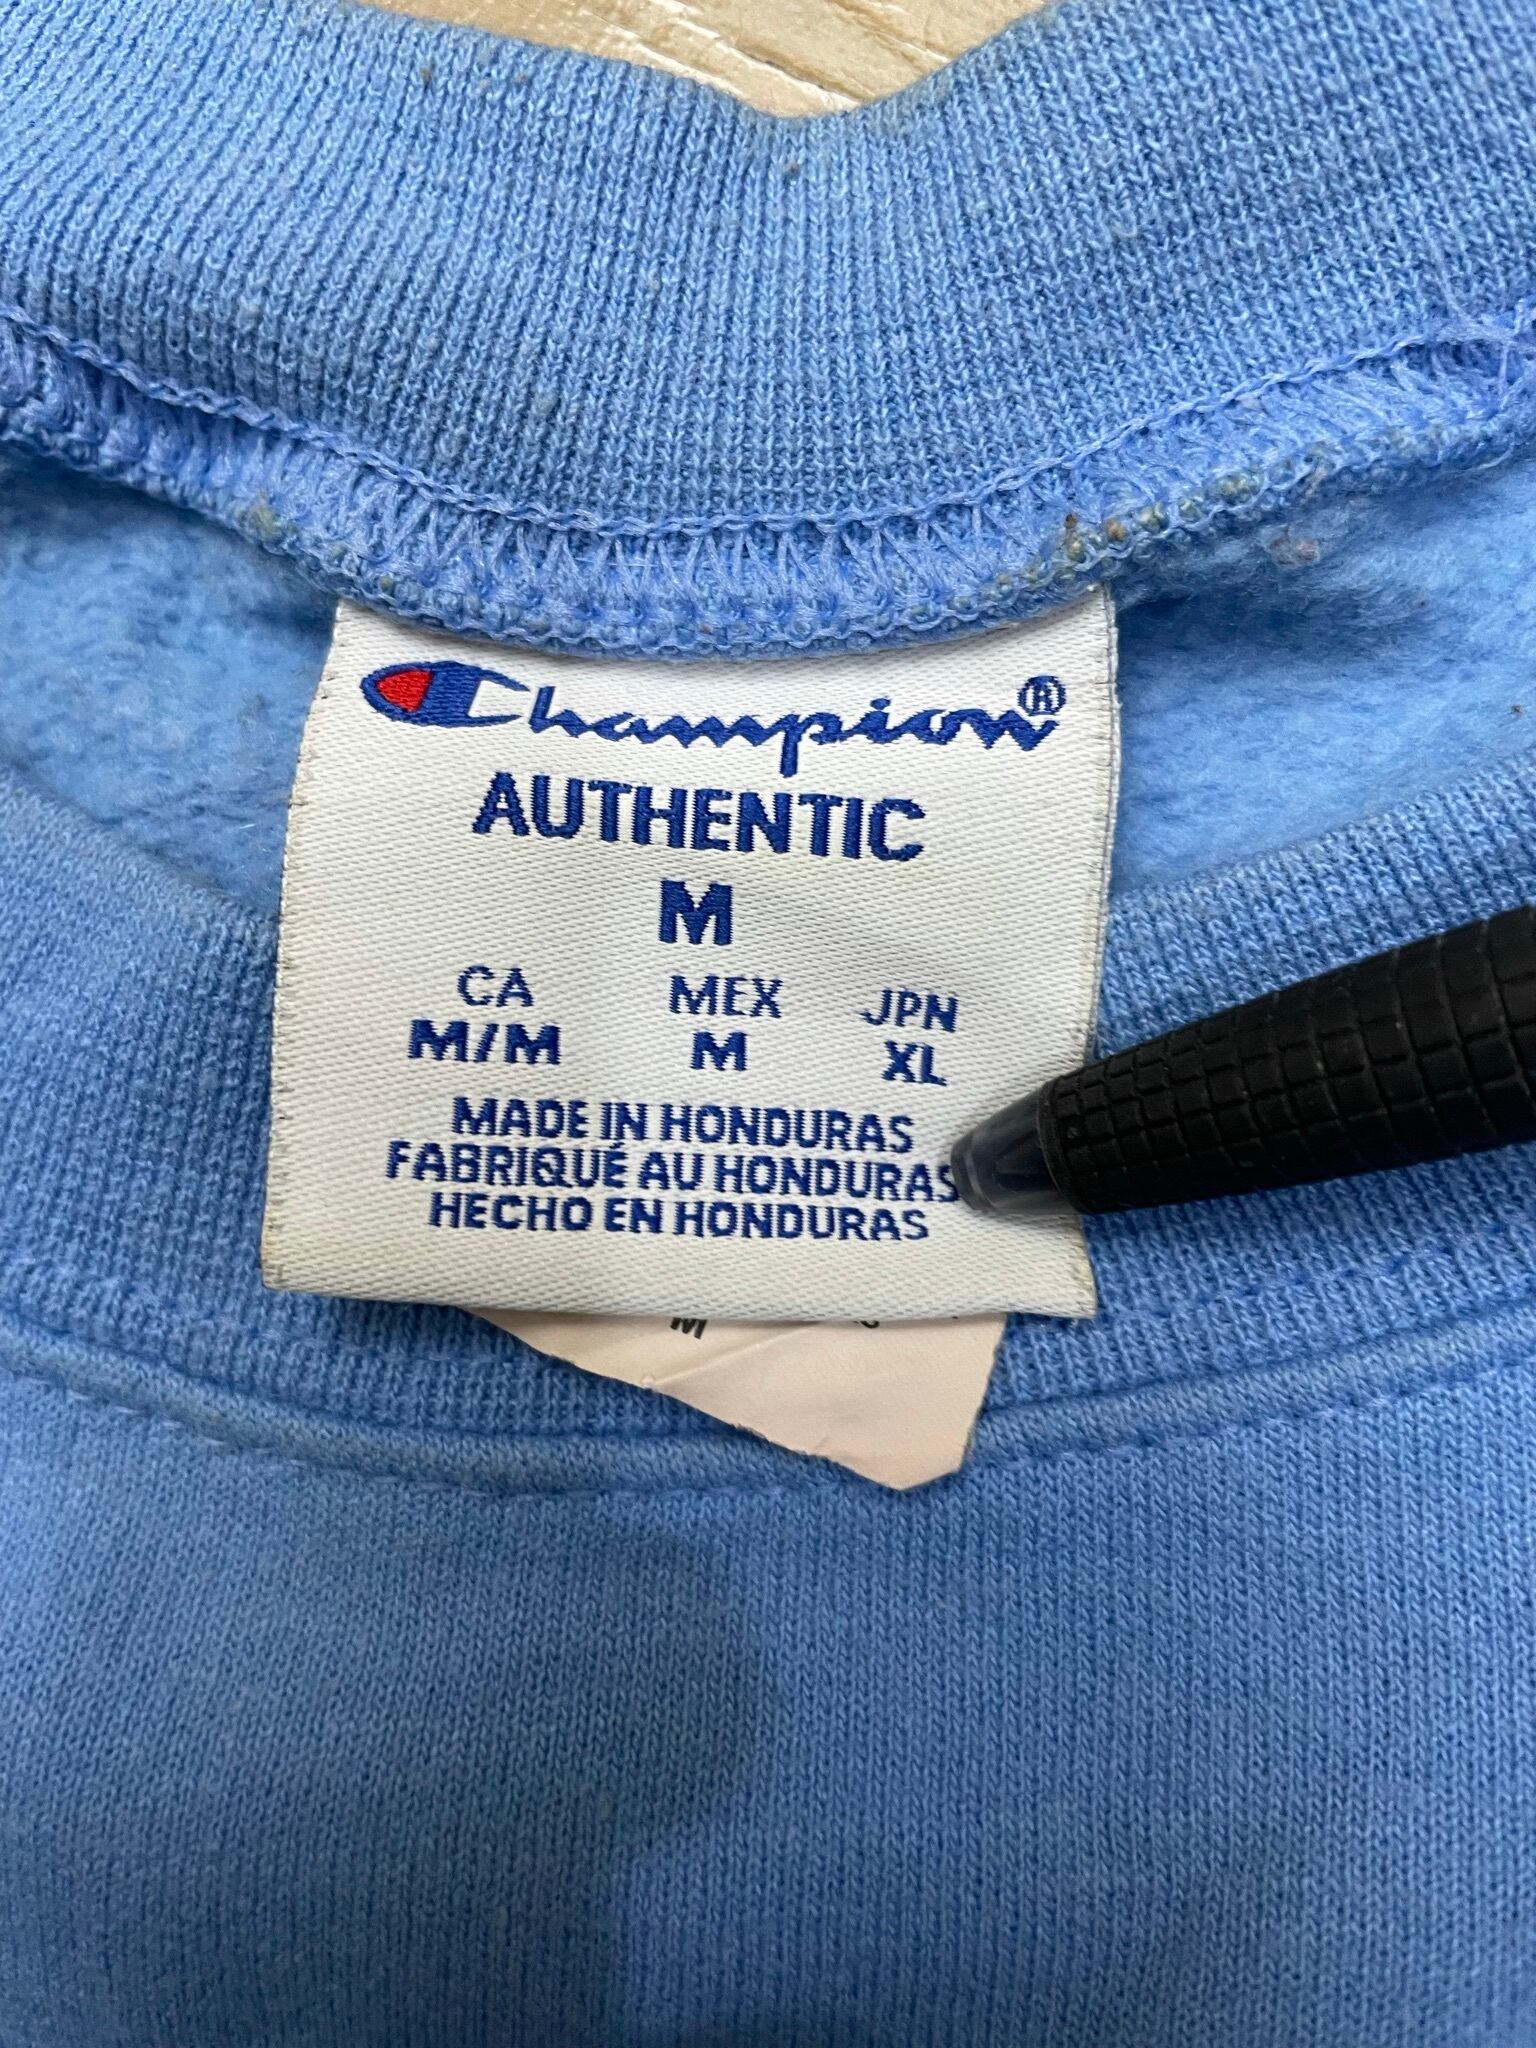 Champion®
AUTHENTIC
M
CA MEX JPN
M/M M XL
MADE IN HONDURAS
FABRIQUÉ AU HONDURAS
HECHO EN HONDURAS
M